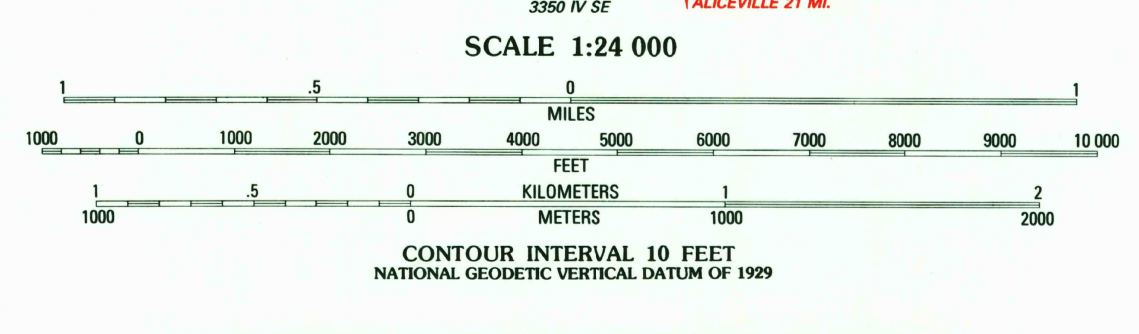 3350 IV SE
ALICEVILLE 21 MI.
SCALE 1:24 000
1 .5 0 1
MILES
1000 0 1000 2000 3000 4000 5000 6000 7000 8000 9000 10 000
FEET
1 .5 0 KILOMETERS 1 2
1000 0 METERS 1000 2000
CONTOUR INTERVAL 10 FEET
NATIONAL GEODETIC VERTICAL DATUM OF 1929